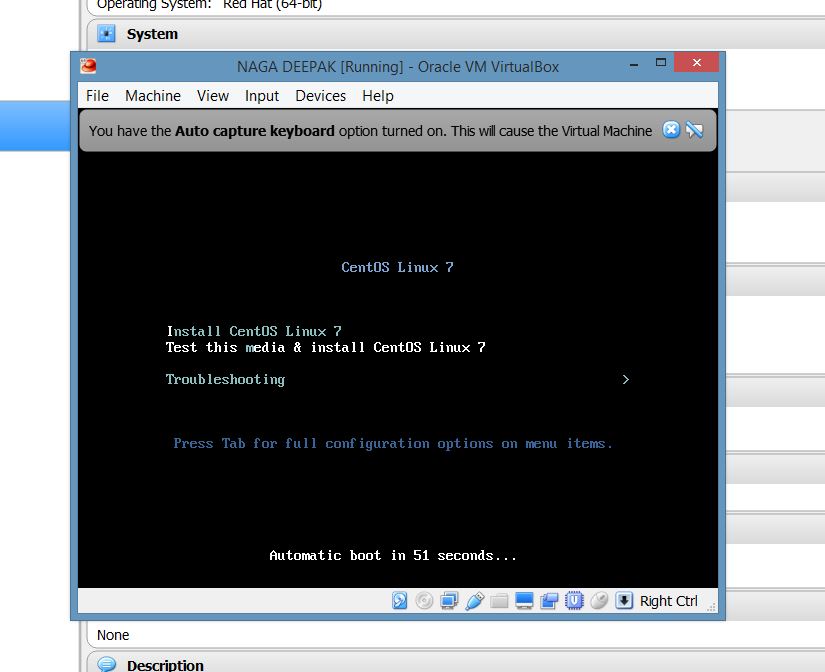 Operating System: Red Hat (64-bit)
System
NAGA DEEPAK [Running] - Oracle VM VirtualBox
File Machine View Input Devices Help
You have the Auto capture keyboard option turned on. This will cause the Virtual Machine
CentOS Linux 7
Install CentOS Linux 7
Test this media & install CentOS Linux 7
Troubleshooting >
Press Tab for full configuration options on menu items.
Automatic boot in 51 seconds...
Right Ctrl
None
Description